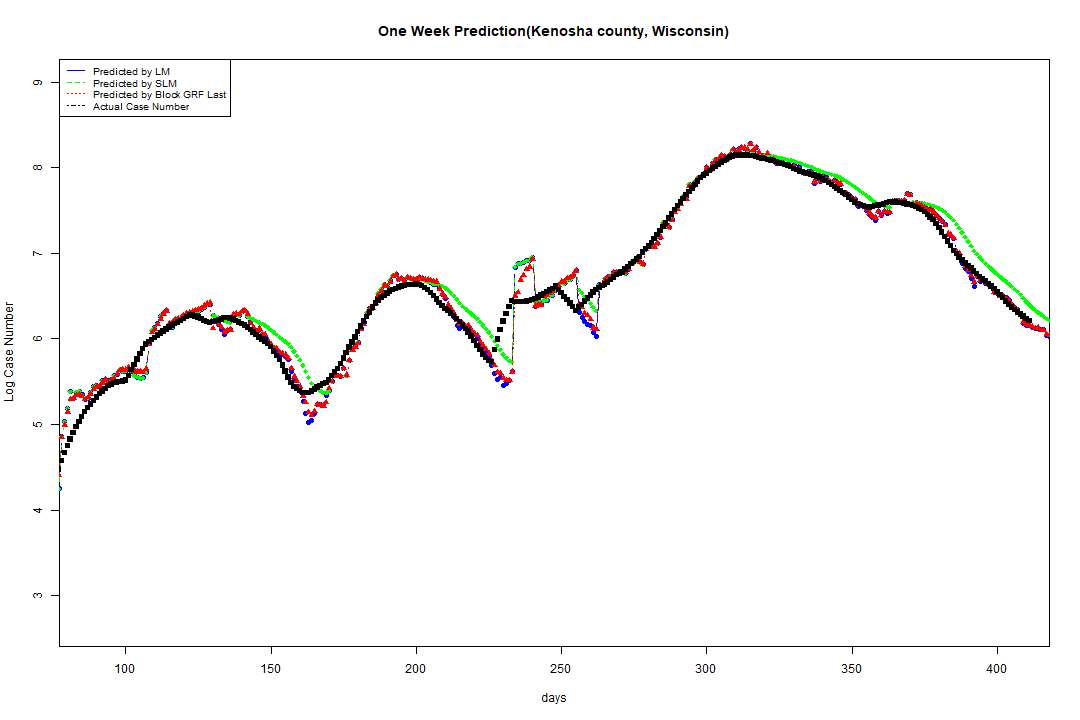 One Week Prediction(Kenosha county, Wisconsin)
Predicted by LM
Predicted by SLM
Predicted by Block GRF Last
Actual Case Number
Log Case Number
9
8
7
6
5
4
3
100 150 200 250 300 350 400
days